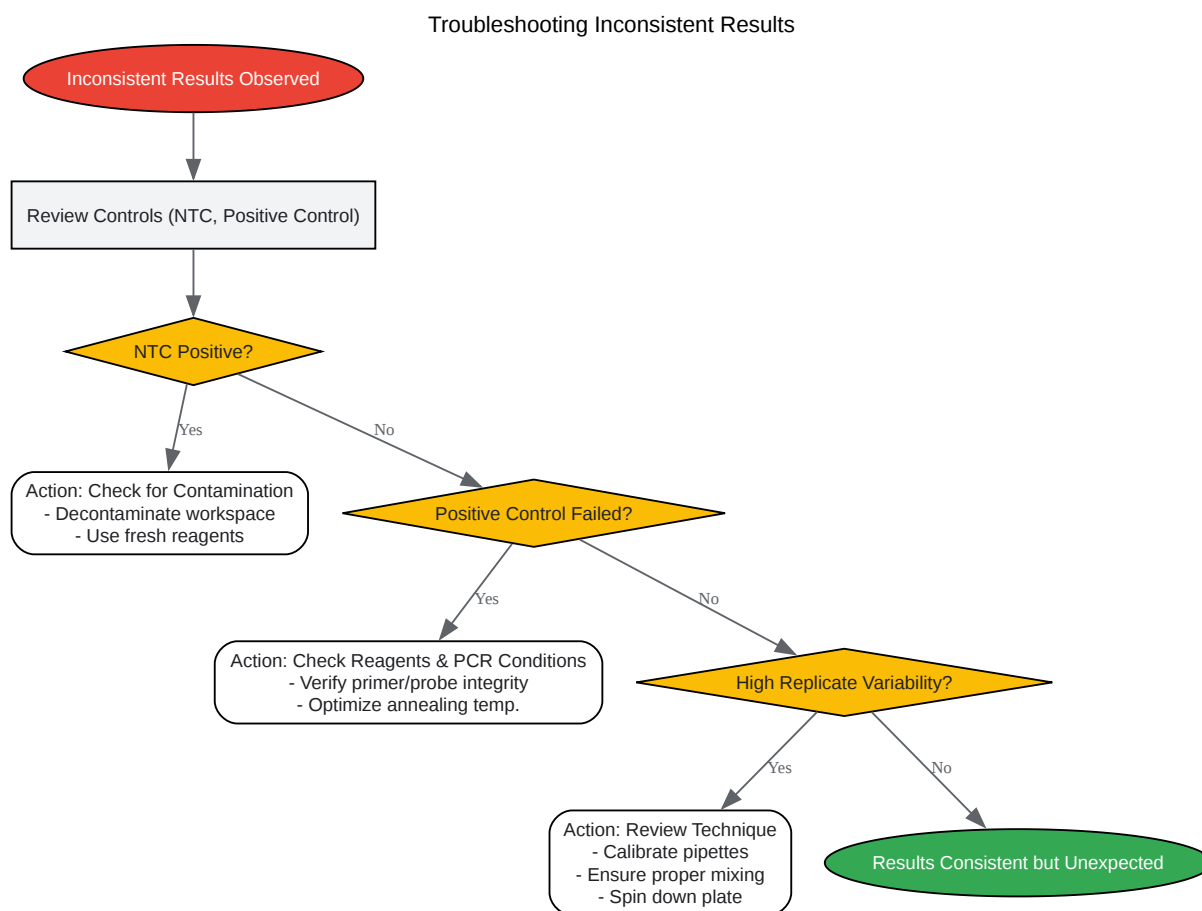 Troubleshooting Inconsistent Results
Inconsistent Results Observed
Review Controls (NTC, Positive Control)
NTC Positive?
Yes
No
Action: Check for Contamination
- Decontaminate workspace
- Use fresh reagents
Positive Control Failed?
Yes
No
Action: Check Reagents & PCR Conditions
- Verify primer/probe integrity
- Optimize annealing temp.
High Replicate Variability?
Yes
No
Action: Review Technique
- Calibrate pipettes
- Ensure proper mixing
- Spin down plate
Results Consistent but Unexpected